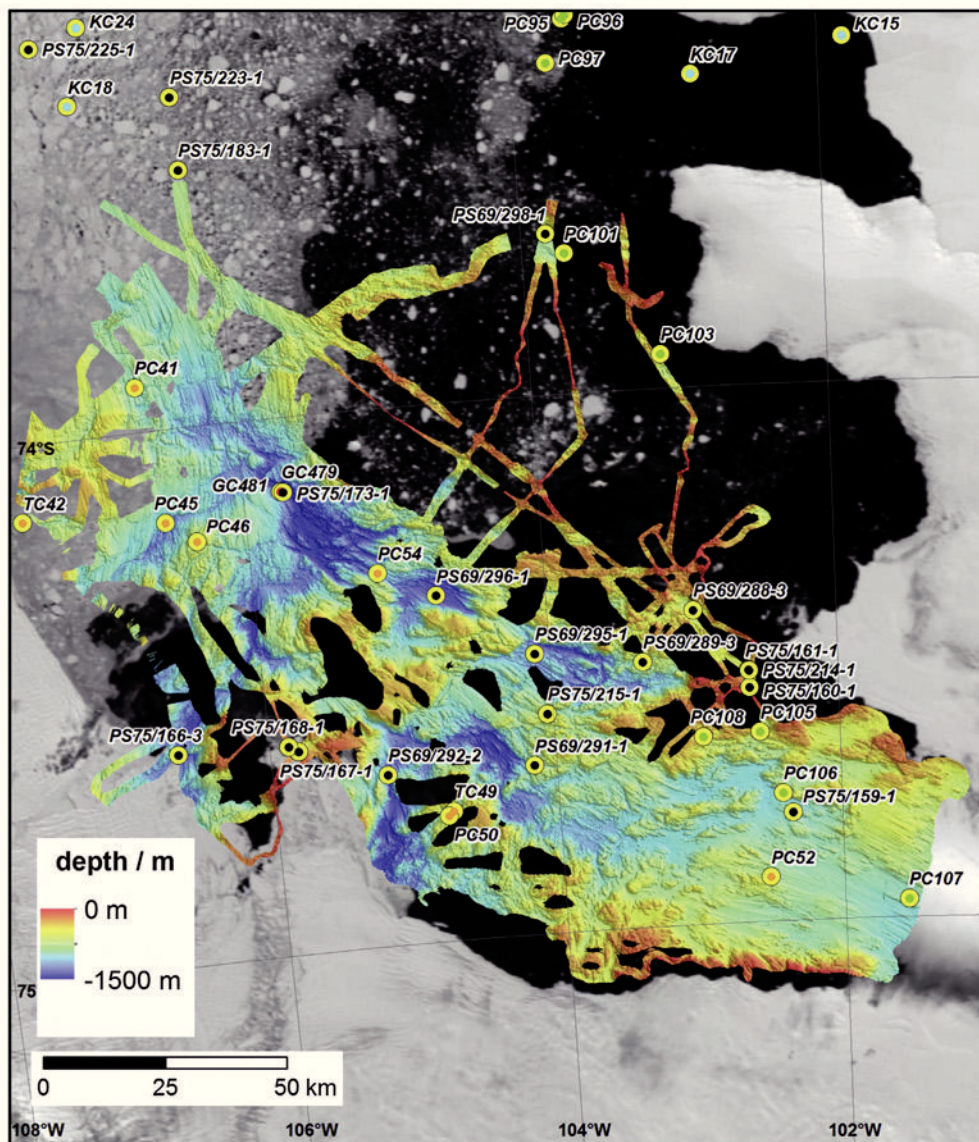 KC24
PC95
PC96
KC15
PS75/225-1
PC97
KC17
PS75/223-1
KC18
PS75/183-1
PS69/298-1
PC101
PC103
PC41
74°S
GC479
GC481
PS75/173-1
TC42
PC45
PC46
PC54
PS69/296-1
PS69/288-3
PS69/295-1
PS69/289-3
PS75/161-1
PS75/214-1
PS75/160-1
PS75/215-1
PC108
PC105
PS75/168-1
PS75/166-3
PS75/167-1
PS69/292-2
PS69/291-1
PC106
PS75/159-1
TC49
PC50
PC52
PC107
depth / m
0 m
-1500 m
75
0 25 50 km
108°W 106°W 104°W 102°W